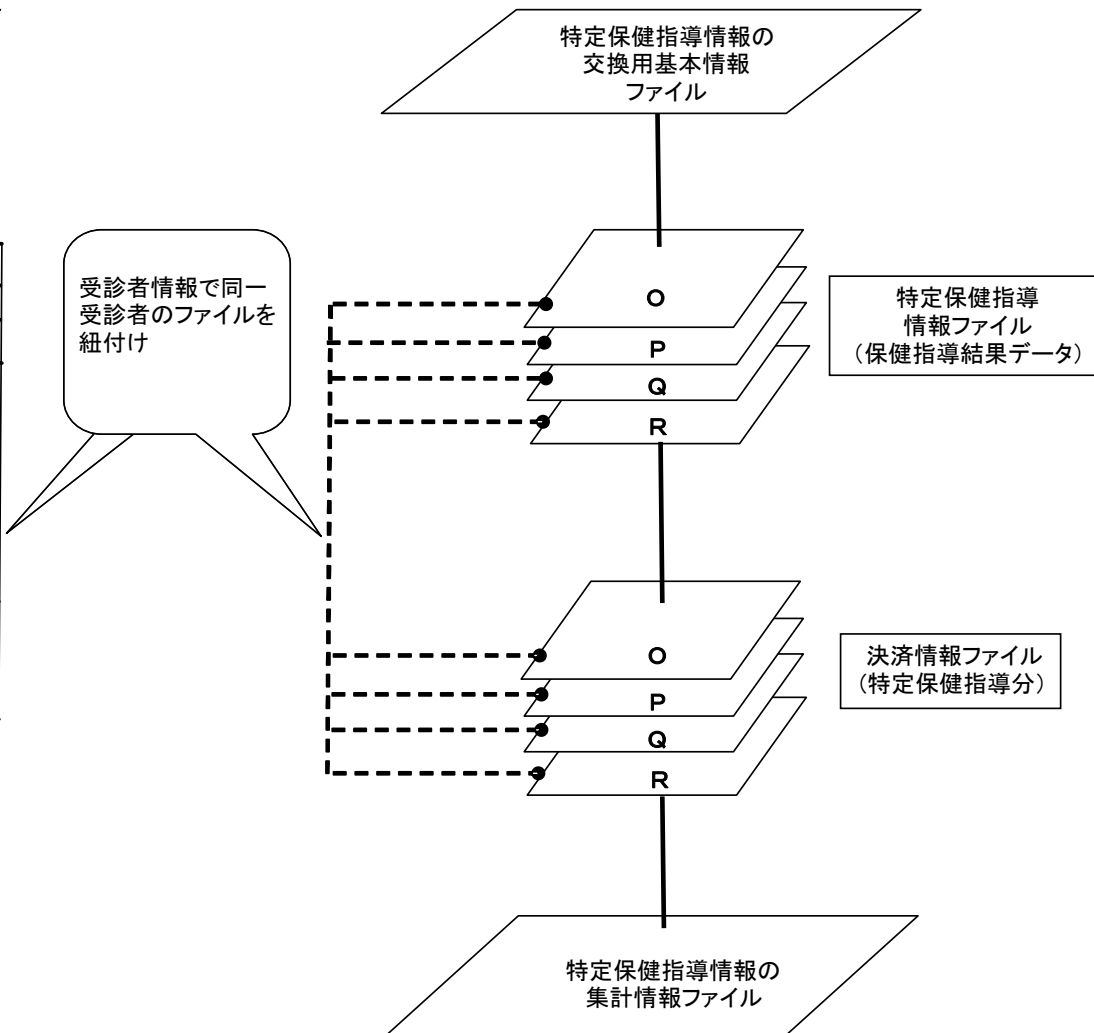 特定保健指導情報の
交換用基本情報
ファイル
受診者情報で同一
受診者のファイルを
紐付け
O
P
Q
R
特定保健指導
情報ファイル
（保健指導結果データ）
O
P
Q
R
決済情報ファイル
（特定保健指導分）
特定保健指導情報の
集計情報ファイル